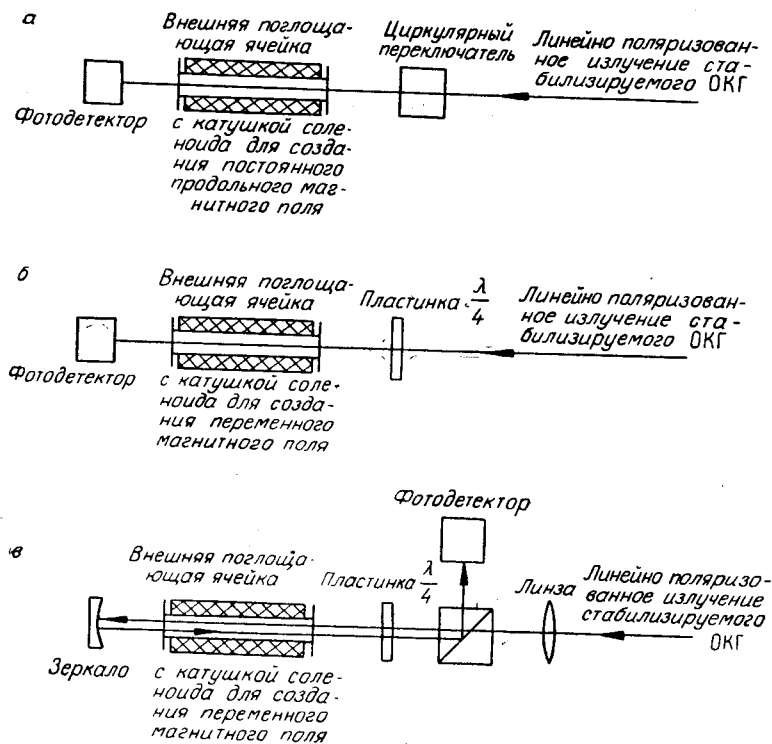 а
Внешняя поглоща-
ющая ячейка
Циркулярный
переключатель
Линейно поляризован-
ное излучение ста-
билизируемого ОКГ
Фотодетектор
с катушкой соле-
ноида для созда-
ния постоянного
продольного маг-
нитного поля
б
Внешняя поглоща-
ющая ячейка
Пластинка λ/4
Линейно поляризован-
ное излучение ста-
билизируемого ОКГ
Фотодетектор
с катушкой соле-
ноида для созда-
ния переменного
магнитного поля
Фотодетектор
в
Внешняя поглоща-
ющая ячейка
Пластинка λ/4
Линза
Линейно поляризо-
ванное излучение
стабилизируемого
ОКГ
Зеркало
с катушкой соле-
ноида для созда-
ния переменного
магнитного поля